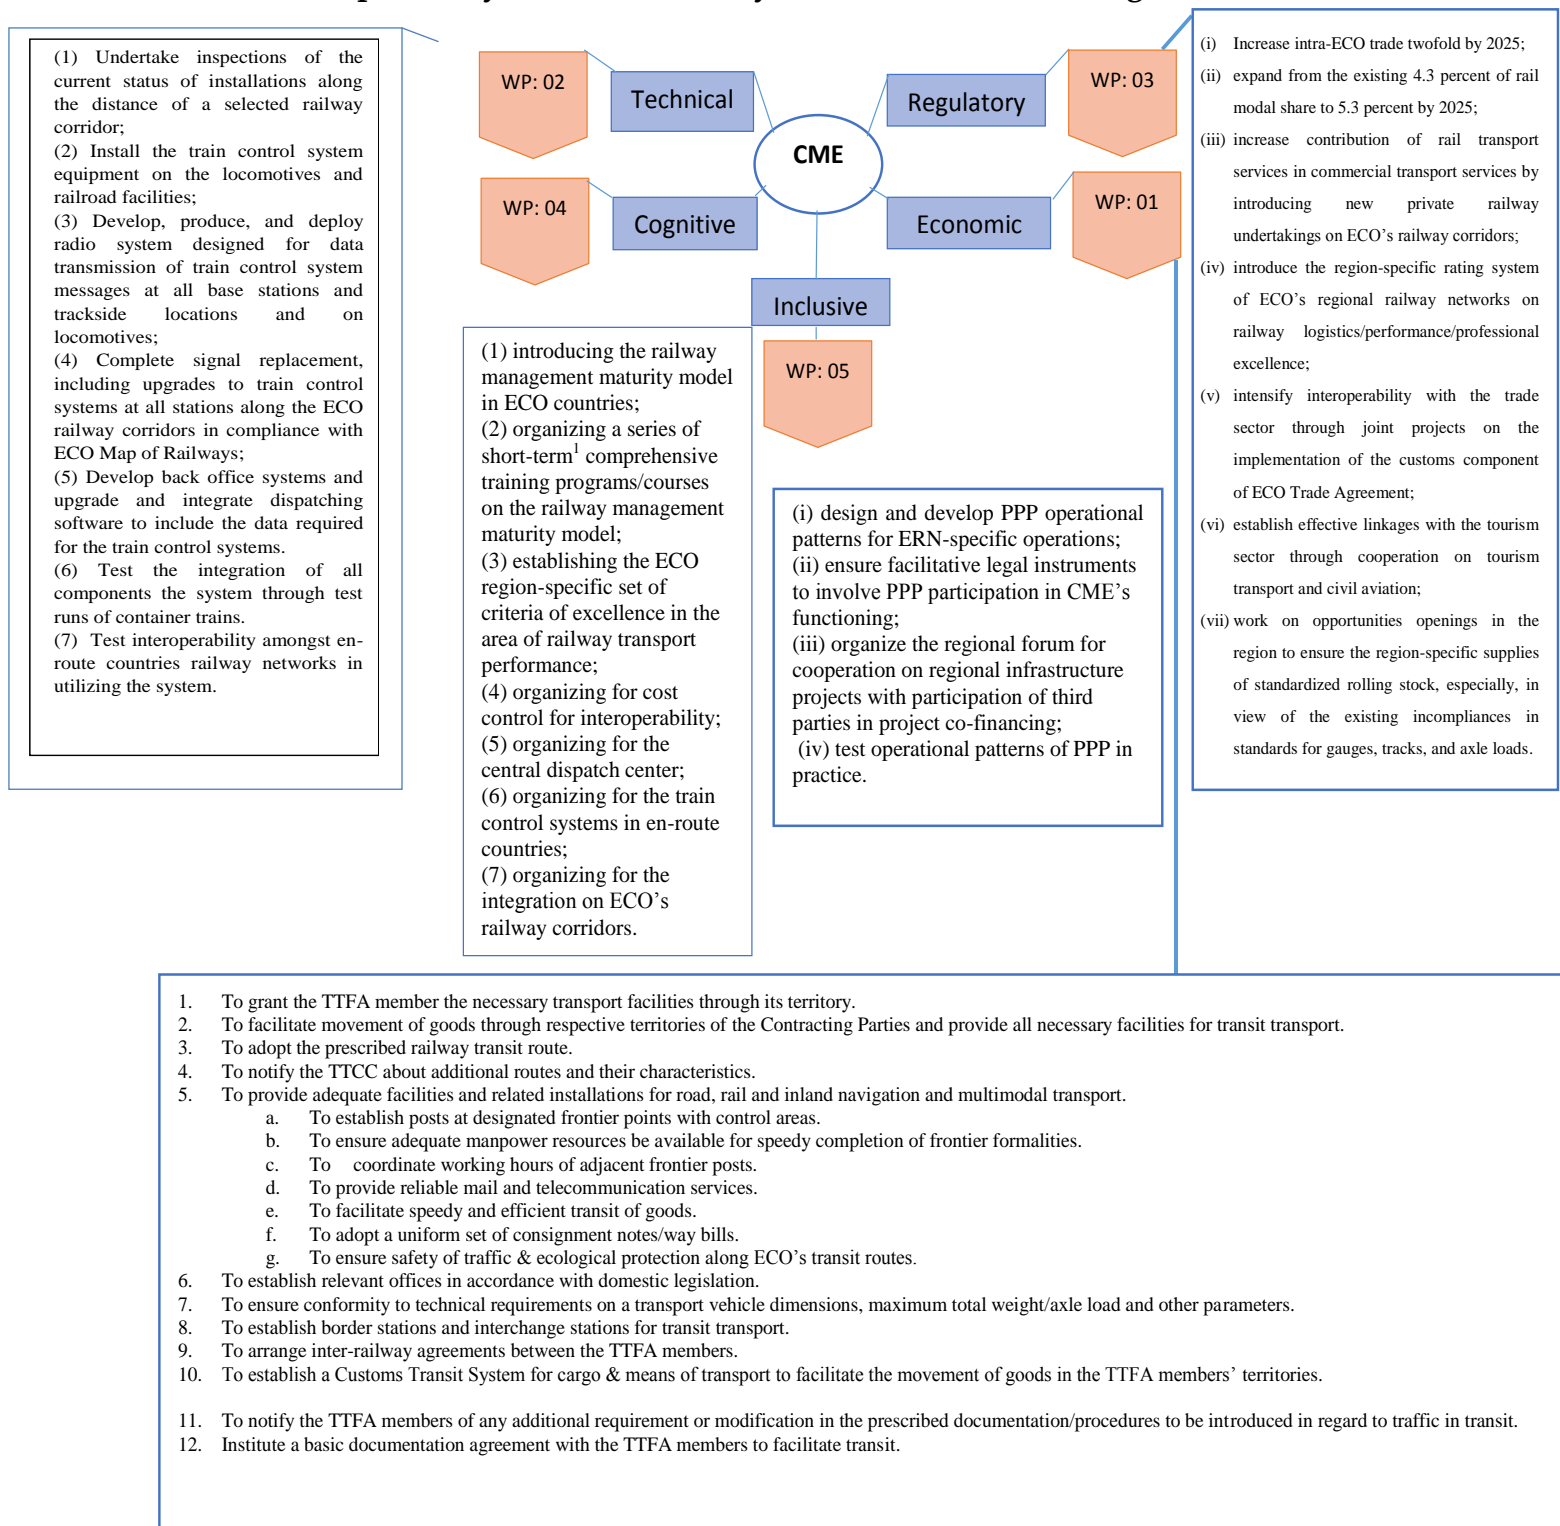 (1) Undertake inspections of the
current status of installations along
the distance of a selected railway
corridor;
(2) Install the train control system
equipment on the locomotives and
railroad facilities;
(3) Develop, produce, and deploy
radio system designed for data
transmission of train control system
messages at all base stations and
trackside locations and on
locomotives;
(4) Complete signal replacement,
including upgrades to train control
systems at all stations along the ECO
railway corridors in compliance with
ECO Map of Railways;
(5) Develop back office systems and
upgrade and integrate dispatching
software to include the data required
for the train control systems.
(6) Test the integration of all
components the system through test
runs of container trains.
(7) Test interoperability amongst en-
route countries railway networks in
utilizing the system.
WP: 02
Technical
Regulatory
WP: 03
CME
WP: 04
Cognitive
Economic
WP: 01
Inclusive
WP: 05
(1) introducing the railway
management maturity model
in ECO countries;
(2) organizing a series of
short-term1 comprehensive
training programs/courses
on the railway management
maturity model;
(3) establishing the ECO
region-specific set of
criteria of excellence in the
area of railway transport
performance;
(4) organizing for cost
control for interoperability;
(5) organizing for the
central dispatch center;
(6) organizing for the train
control systems in en-route
countries;
(7) organizing for the
integration on ECO’s
railway corridors.
(i) design and develop PPP operational
patterns for ERN-specific operations;
(ii) ensure facilitative legal instruments
to involve PPP participation in CME’s
functioning;
(iii) organize the regional forum for
cooperation on regional infrastructure
projects with participation of third
parties in project co-financing;
(iv) test operational patterns of PPP in
practice.
(i) Increase intra-ECO trade twofold by 2025;
(ii) expand from the existing 4.3 percent of rail
modal share to 5.3 percent by 2025;
(iii) increase contribution of rail transport
services in commercial transport services by
introducing new private railway
undertakings on ECO’s railway corridors;
(iv) introduce the region-specific rating system
of ECO’s regional railway networks on
railway logistics/performance/professional
excellence;
(v) intensify interoperability with the trade
sector through joint projects on the
implementation of the customs component
of ECO Trade Agreement;
(vi) establish effective linkages with the tourism
sector through cooperation on tourism
transport and civil aviation;
(vii) work on opportunities openings in the
region to ensure the region-specific supplies
of standardized rolling stock, especially, in
view of the existing incompliances in
standards for gauges, tracks, and axle loads.
1. To grant the TTFA member the necessary transport facilities through its territory.
2. To facilitate movement of goods through respective territories of the Contracting Parties and provide all necessary facilities for transit transport.
3. To adopt the prescribed railway transit route.
4. To notify the TTCC about additional routes and their characteristics.
5. To provide adequate facilities and related installations for road, rail and inland navigation and multimodal transport.
a. To establish posts at designated frontier points with control areas.
b. To ensure adequate manpower resources be available for speedy completion of frontier formalities.
c. To coordinate working hours of adjacent frontier posts.
d. To provide reliable mail and telecommunication services.
e. To facilitate speedy and efficient transit of goods.
f. To adopt a uniform set of consignment notes/way bills.
g. To ensure safety of traffic & ecological protection along ECO’s transit routes.
6. To establish relevant offices in accordance with domestic legislation.
7. To ensure conformity to technical requirements on a transport vehicle dimensions, maximum total weight/axle load and other parameters.
8. To establish border stations and interchange stations for transit transport.
9. To arrange inter-railway agreements between the TTFA members.
10. To establish a Customs Transit System for cargo & means of transport to facilitate the movement of goods in the TTFA members’ territories.
11. To notify the TTFA members of any additional requirement or modification in the prescribed documentation/procedures to be introduced in regard to traffic in transit.
12. Institute a basic documentation agreement with the TTFA members to facilitate transit.